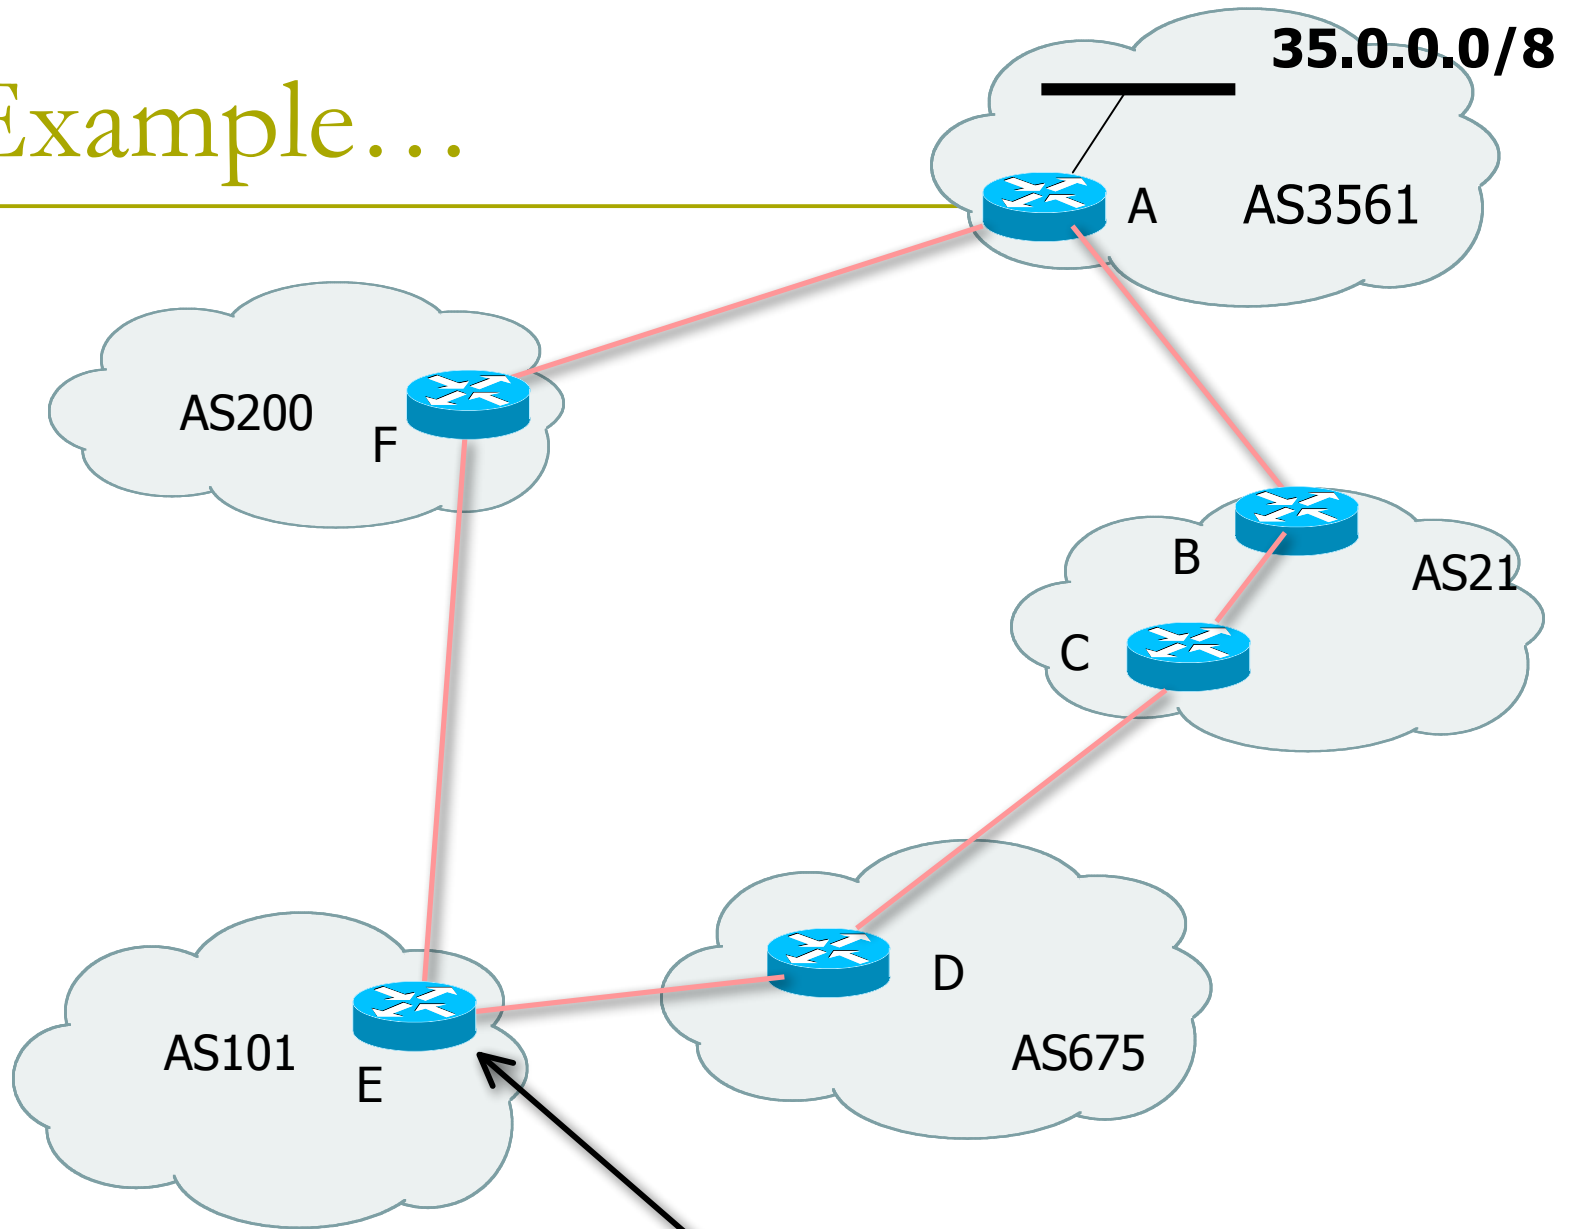 35.0.0.0/8
Example…
A
AS3561
AS200
F
B
AS21
C
D
AS101
AS675
E